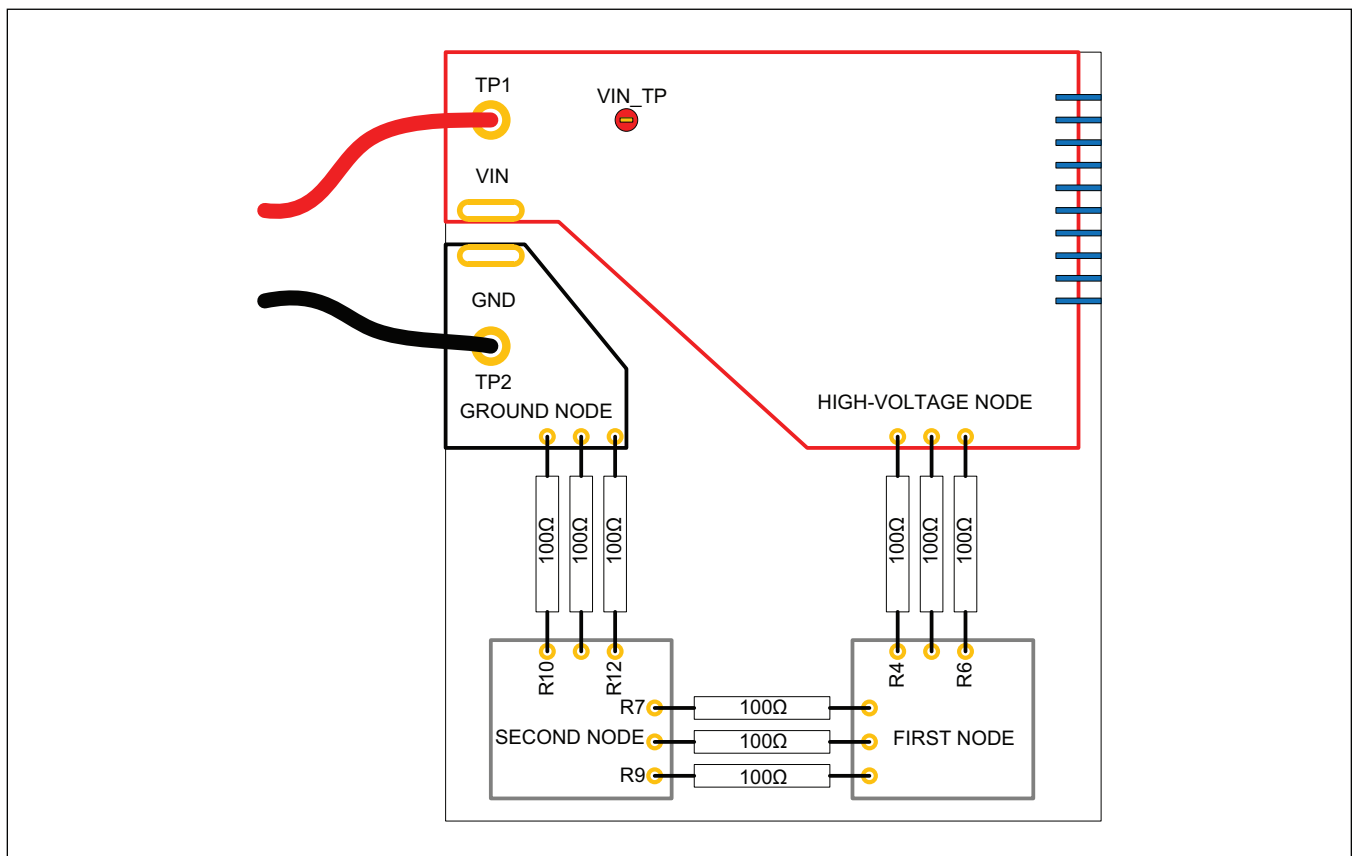 TP1
VIN_TP
VIN
GND
TP2
GROUND NODE
HIGH-VOLTAGE NODE
100Ω 100Ω 100Ω 100Ω 100Ω 100Ω
R10 R12 R4 R6
R7 100Ω
SECOND NODE 100Ω FIRST NODE
R9 100Ω